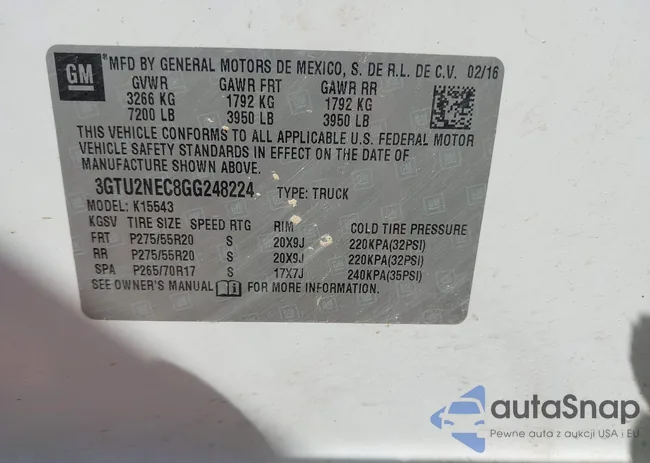 GM
MFD BY GENERAL MOTORS DE MEXICO, S. DE R.L. DE C.V. 02/16
GVWR GAWR FRT GAWR RR
3266 KG 1792 KG 1792 KG
7200 LB 3950 LB 3950 LB
THIS VEHICLE CONFORMS TO ALL APPLICABLE U.S. FEDERAL MOTOR
VEHICLE SAFETY STANDARDS IN EFFECT ON THE DATE OF
MANUFACTURE SHOWN ABOVE.
3GTU2NEC8GG248224 TYPE: TRUCK
MODEL: K15543
KGSV TIRE SIZE SPEED RTG RIM COLD TIRE PRESSURE
FRT P275/55R20 S 20X9J 220KPA(32PSI)
RR P275/55R20 S 20X9J 220KPA(32PSI)
SPA P265/70R17 S 17X7J 240KPA(35PSI)
SEE OWNER'S MANUAL FOR MORE INFORMATION.
autoSnap
Pewne auta z aukcji USA i EU